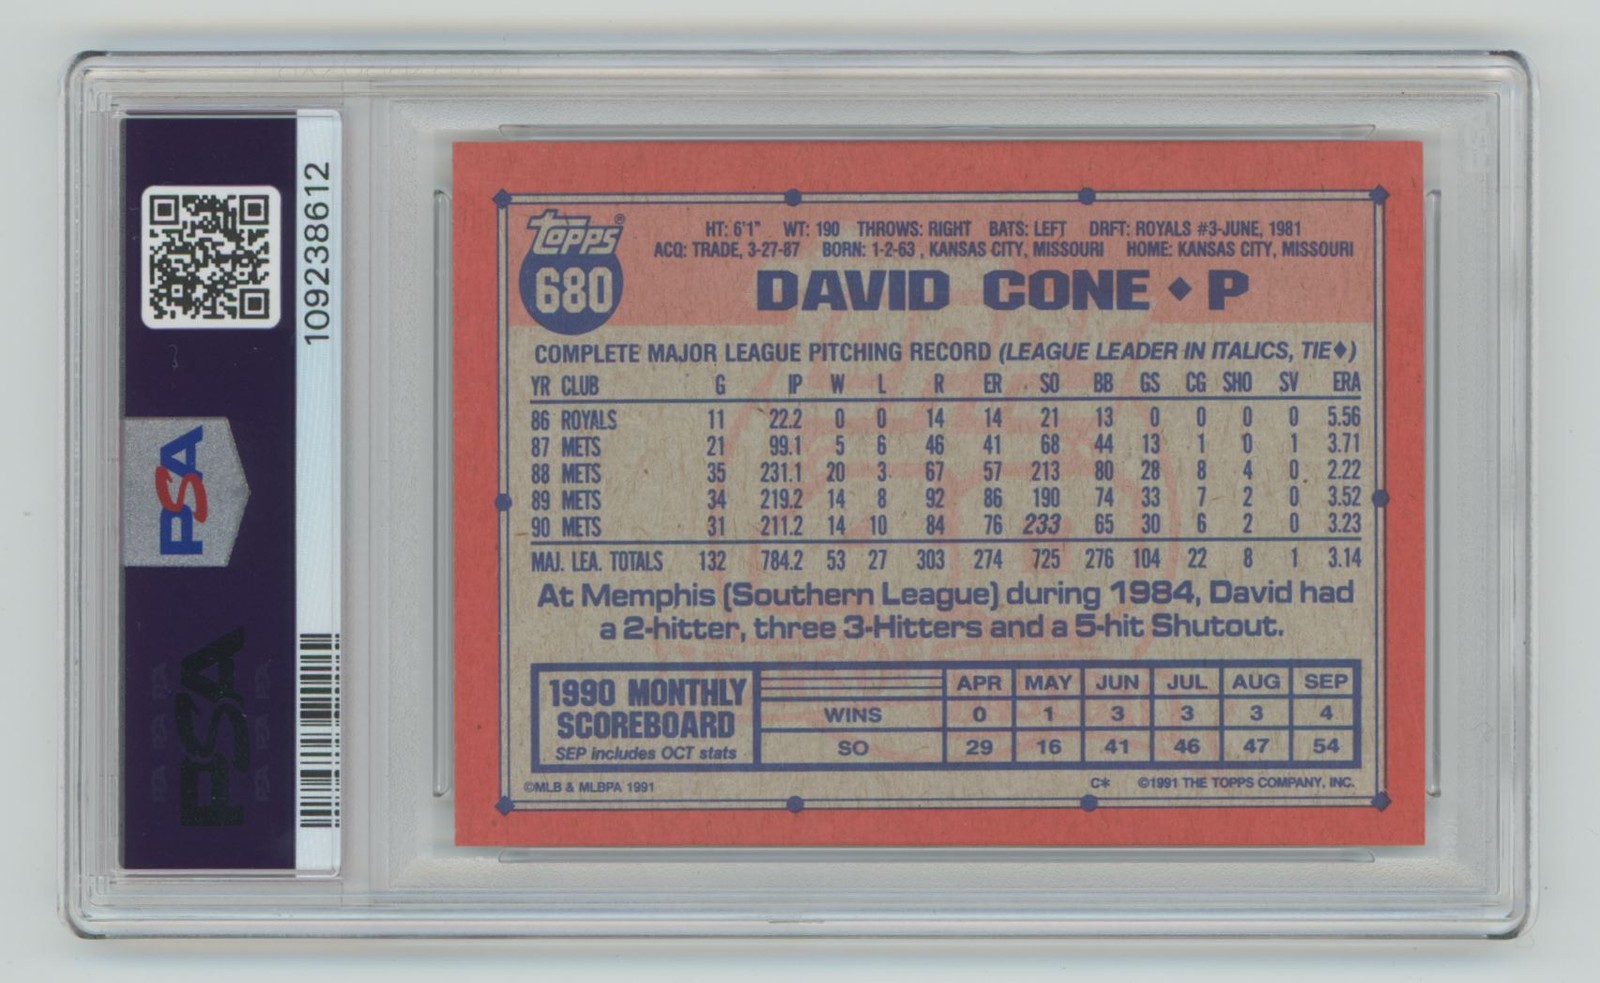 109238612
PSA
PSA
topps®
680
HT: 6'1" WT: 190 THROWS: RIGHT BATS: LEFT DRFT: ROYALS #3-JUNE, 1981
ACQ: TRADE, 3-27-87 BORN: 1-2-63 , KANSAS CITY, MISSOURI HOME: KANSAS CITY, MISSOURI
DAVID CONE ♦ P
COMPLETE MAJOR LEAGUE PITCHING RECORD (LEAGUE LEADER IN ITALICS, TIE♦)
YR CLUB G IP W L R ER SO BB GS CG SHO SV ERA
86 ROYALS 11 22.2 0 0 14 14 21 13 0 0 0 0 5.56
87 METS 21 99.1 5 6 46 41 68 44 13 1 0 1 3.71
88 METS 35 231.1 20 3 67 57 213 80 28 8 4 0 2.22
89 METS 34 219.2 14 8 92 86 190 74 33 7 2 0 3.52
90 METS 31 211.2 14 10 84 76 233 65 30 6 2 0 3.23
MAJ. LEA. TOTALS 132 784.2 53 27 303 274 725 276 104 22 8 1 3.14
At Memphis (Southern League) during 1984, David had
a 2-hitter, three 3-Hitters and a 5-hit Shutout.
1990 MONTHLY
SCOREBOARD
SEP includes OCT stats
APR MAY JUN JUL AUG SEP
WINS 0 1 3 3 3 4
SO 29 16 41 46 47 54
©MLB & MLBPA 1991 C* ©1991 THE TOPPS COMPANY, INC.